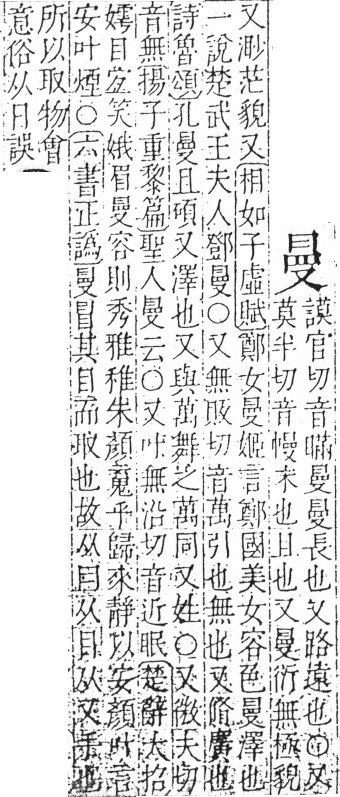 曼
謨官切音瞞曼曼長也又路遠也○又
莫半切音慢末也且也又曼衍無極貌
又渺茫貌又相如子虛賦鄭女曼姬言鄭國美女容色曼澤也
一說楚武王夫人鄧曼○又無販切音萬引也無也又脩廣也
詩魯頌孔曼且碩又澤也又與萬舞之萬同又姓○又微夫切
音無揚子重黎篇聖人曼云○又叶無沿切音近眠楚辭大招
嫮目宐笑娥眉曼容則秀雅稚朱顏䰟乎歸來静以安顏叶言
安叶煙○六書正譌曼冒其目而取也故从冃从目从又手也
所以取物會
意俗从日誤